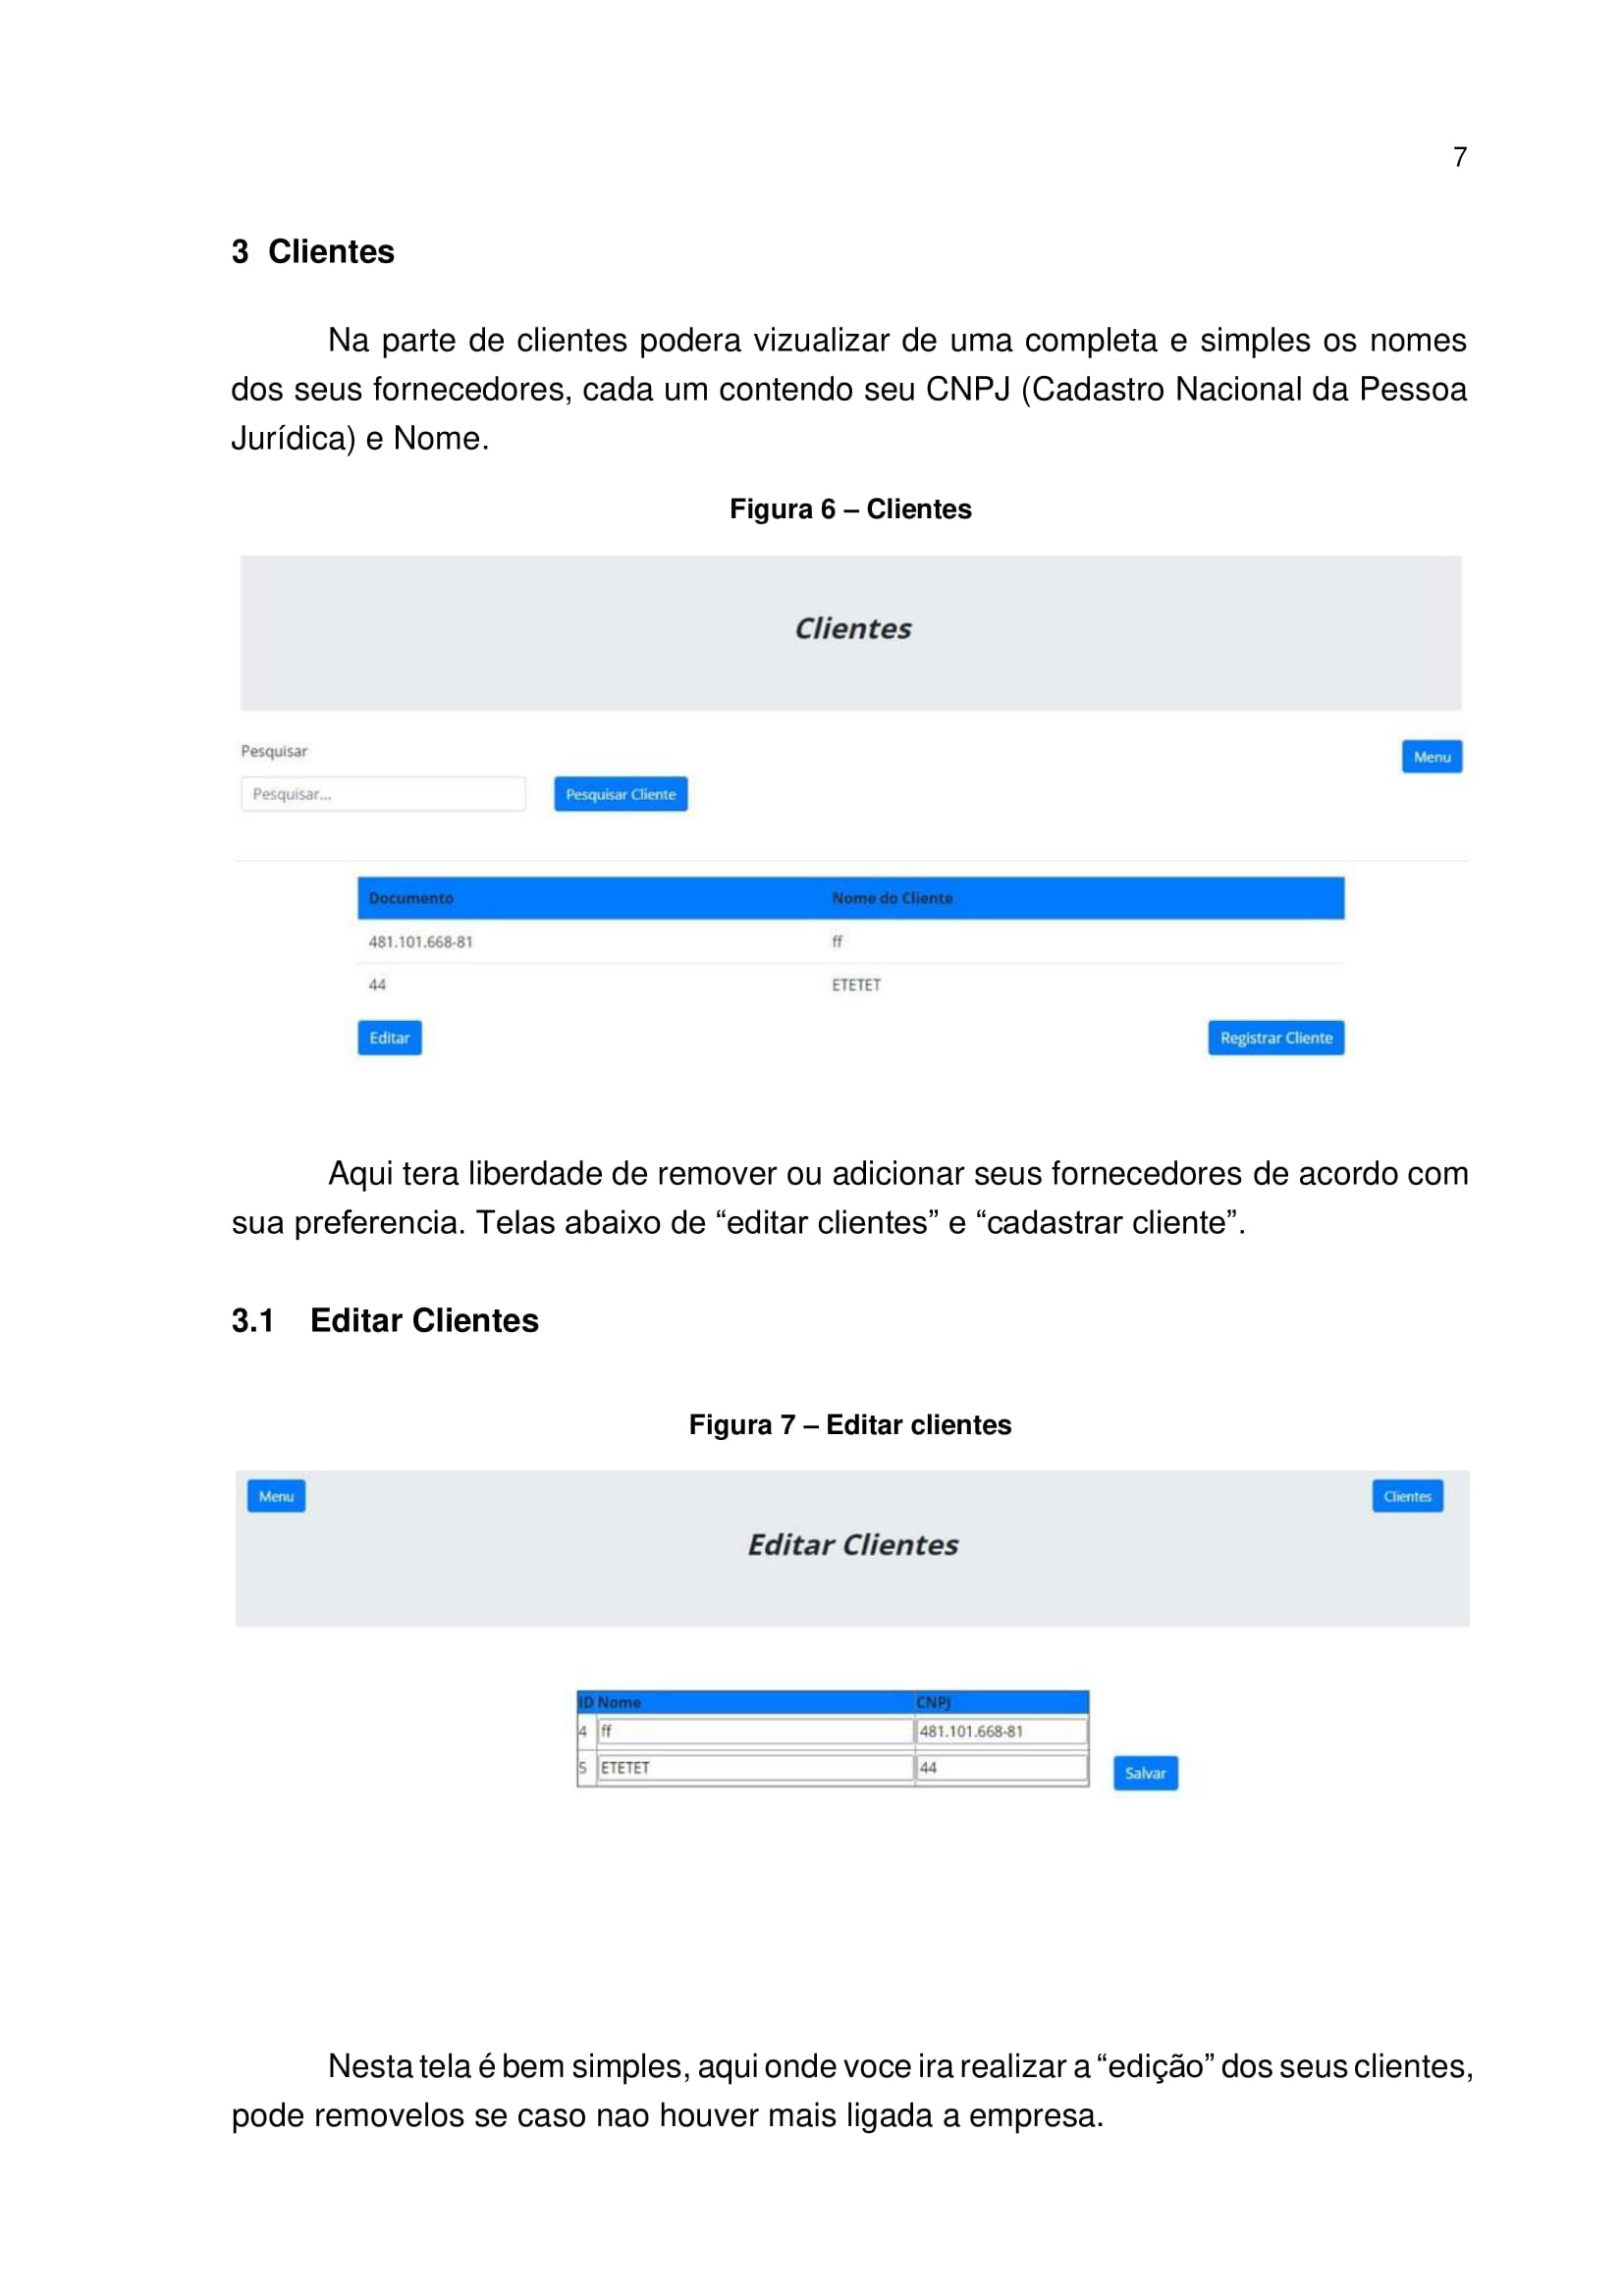 7
3 Clientes
Na parte de clientes podera vizualizar de uma completa e simples os nomes
dos seus fornecedores, cada um contendo seu CNPJ (Cadastro Nacional da Pessoa
Jurídica) e Nome.
Figura 6 – Clientes
Clientes
Pesquisar
Menu
Pesquisar... Pesquisar Cliente
Documento Nome do Cliente
481.101.668-81 ff
44 ETETET
Editar Registrar Cliente
Aqui tera liberdade de remover ou adicionar seus fornecedores de acordo com
sua preferencia. Telas abaixo de “editar clientes” e “cadastrar cliente”.
3.1 Editar Clientes
Figura 7 – Editar clientes
Menu Clientes
Editar Clientes
ID Nome CNPJ
4 ff 481.101.668-81
5 ETETET 44
Salvar
Nesta tela é bem simples, aqui onde voce ira realizar a “edição” dos seus clientes,
pode removelos se caso nao houver mais ligada a empresa.